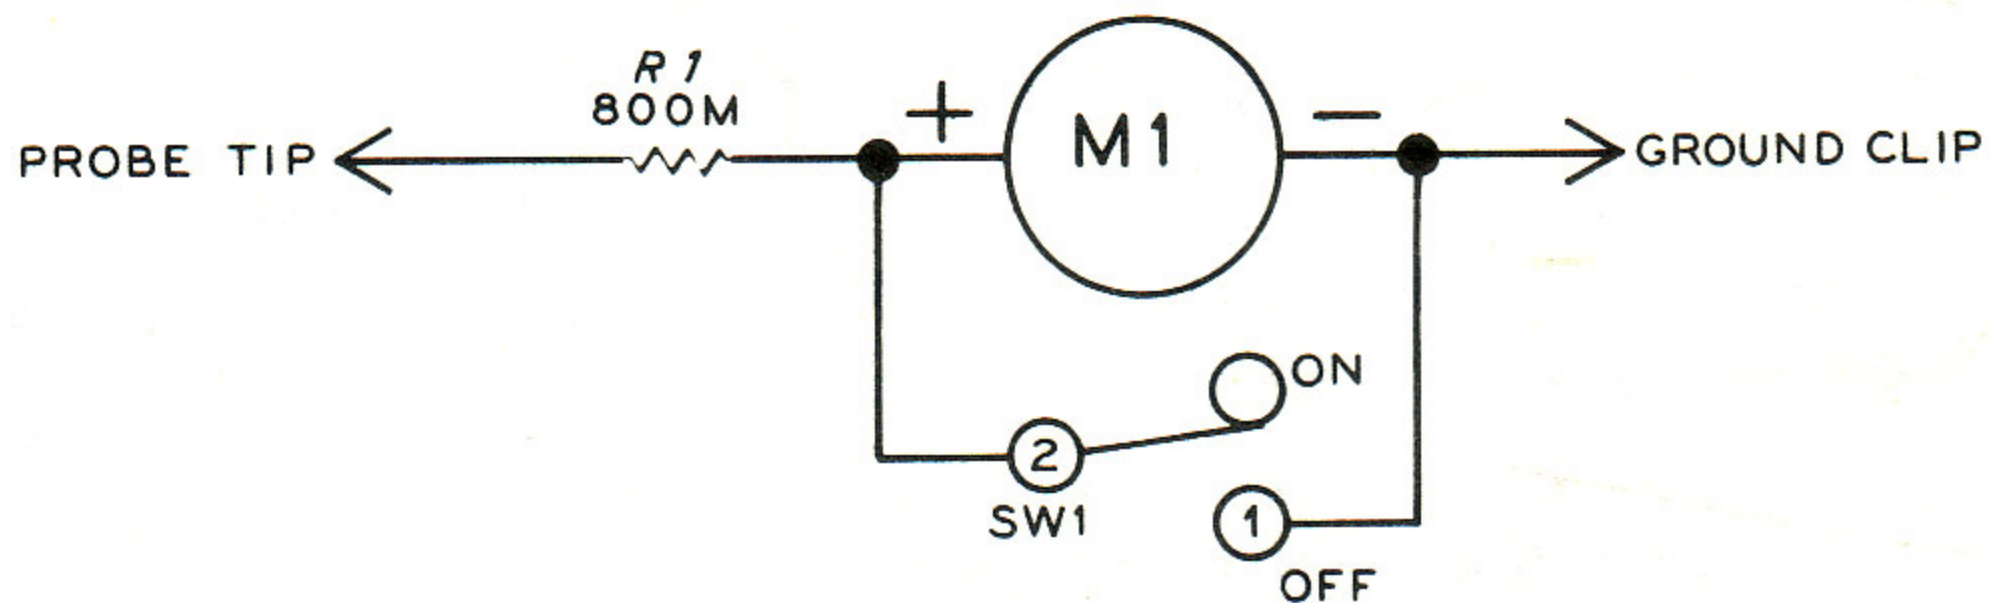 R1
800M
+
M1
−
PROBE TIP
GROUND CLIP
ON
2
SW1
1
OFF